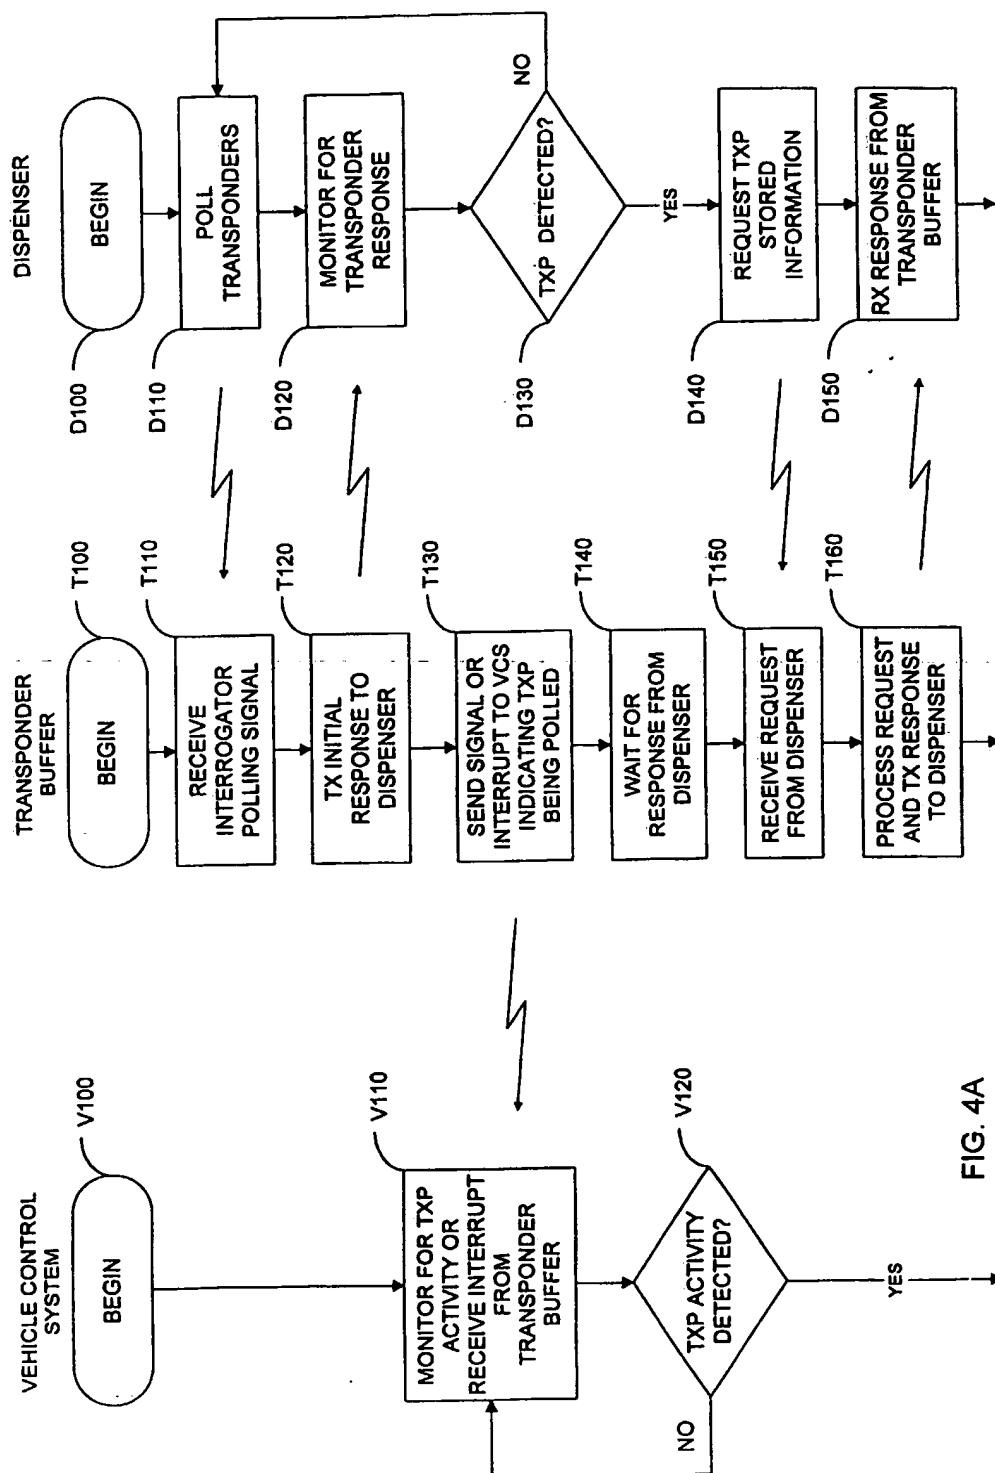 VEHICLE CONTROL
SYSTEM
BEGIN
V100
MONITOR FOR TXP
ACTIVITY OR
RECEIVE INTERRUPT
FROM
TRANSPONDER
BUFFER
V110
TXP ACTIVITY
DETECTED?
V120
NO
YES
TRANSPONDER
BUFFER
BEGIN
T100
RECEIVE
INTERROGATOR
POLLING SIGNAL
T110
TX INITIAL
RESPONSE TO
DISPENSER
T120
SEND SIGNAL OR
INTERRUPT TO VCS
INDICATING TXP
BEING POLLED
T130
WAIT FOR
RESPONSE FROM
DISPENSER
T140
RECEIVE REQUEST
FROM DISPENSER
T150
PROCESS REQUEST
AND TX RESPONSE
TO DISPENSER
T160
DISPENSER
BEGIN
D100
POLL
TRANSPONDERS
D110
MONITOR FOR
TRANSPONDER
RESPONSE
D120
TXP DETECTED?
D130
NO
YES
REQUEST TXP
STORED
INFORMATION
D140
RX RESPONSE FROM
TRANSPONDER
BUFFFER
D150
FIG. 4A